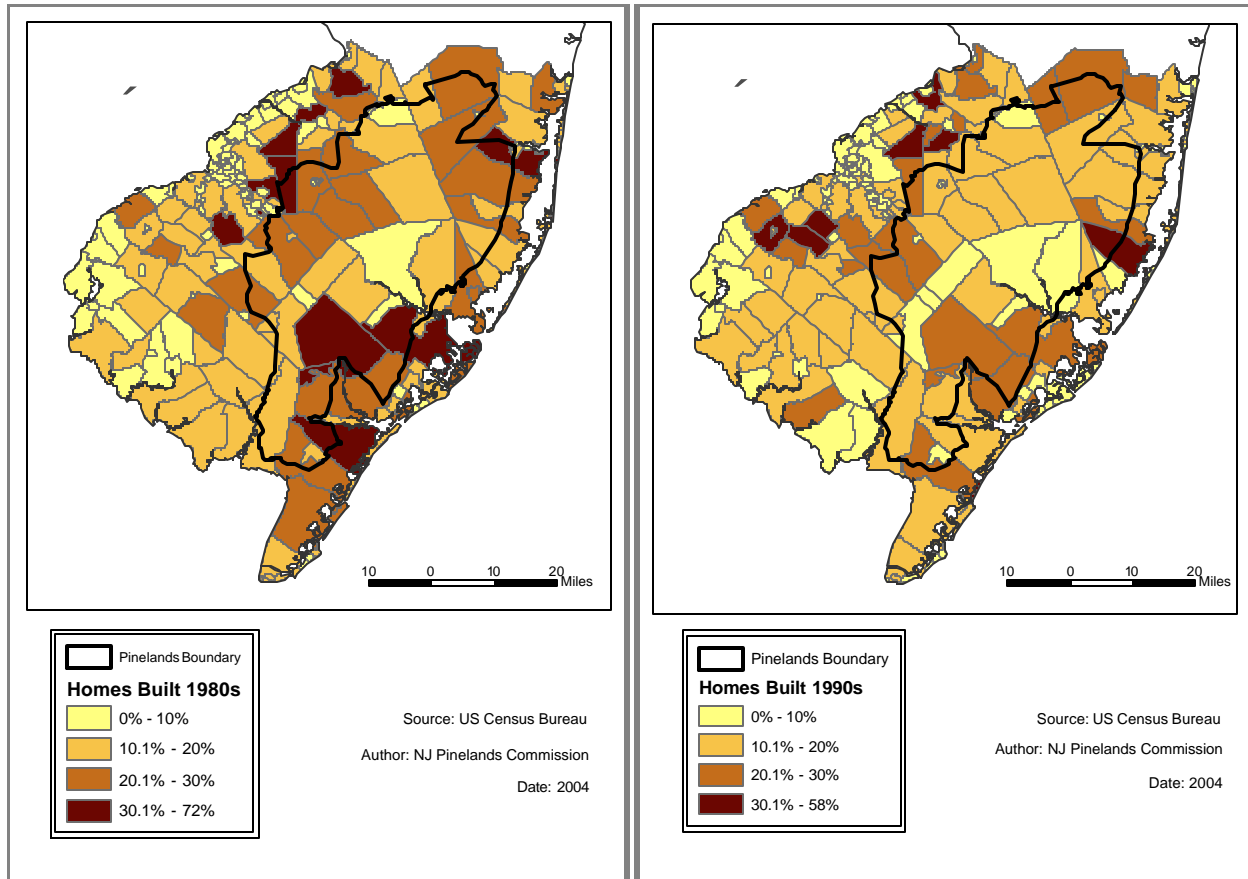 10 0 10 20
Miles
Pinelands Boundary
Homes Built 1980s
0% - 10%
10.1% - 20%
20.1% - 30%
30.1% - 72%
Source: US Census Bureau
Author: NJ Pinelands Commission
Date: 2004
10 0 10 20
Miles
Pinelands Boundary
Homes Built 1990s
0% - 10%
10.1% - 20%
20.1% - 30%
30.1% - 58%
Source: US Census Bureau
Author: NJ Pinelands Commission
Date: 2004